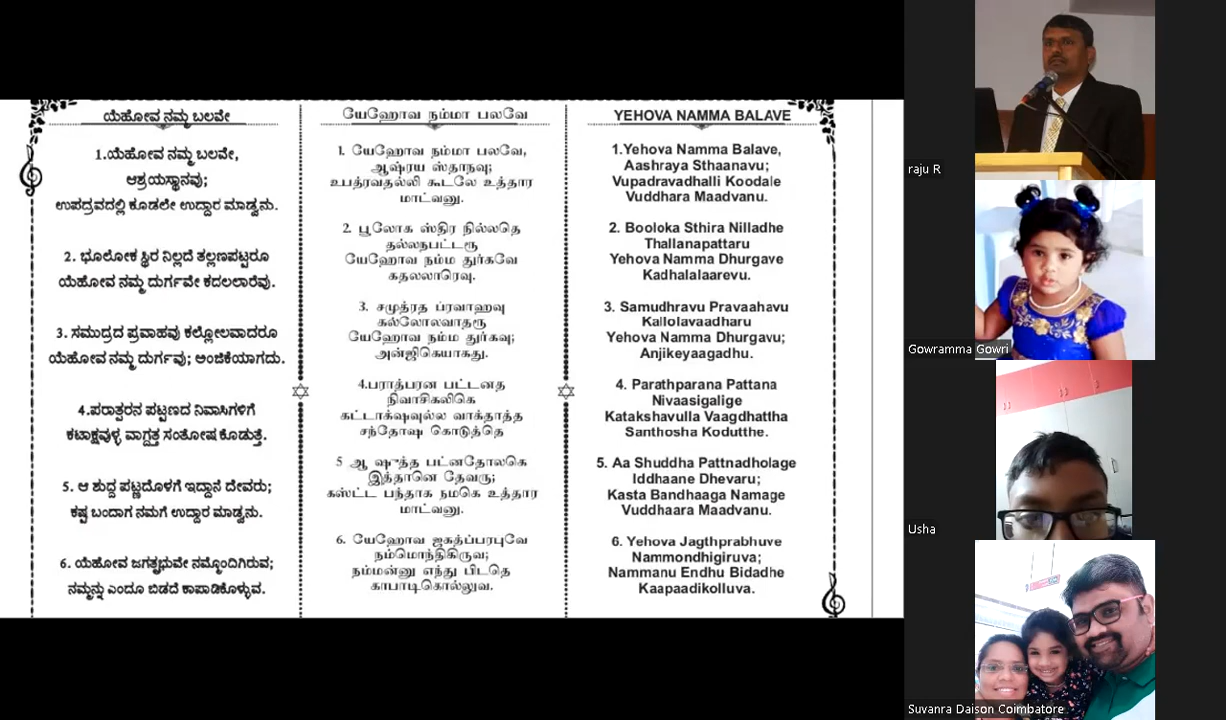 ಯೆಹೋವ ನಮ್ಮ ಬಲವೇ
1.ಯೆಹೋವ ನಮ್ಮ ಬಲವೇ,
ಆಶ್ರಯಸ್ಥಾನವು;
ಉಪದ್ರವದಲ್ಲಿ ಕೂಡಲೇ ಉದ್ದಾರ ಮಾಡ್ವನು.
2. ಭೂಲೋಕ ಸ್ಥಿರ ನಿಲ್ಲದೆ ತಲ್ಲಣಪಟ್ಟರೂ
ಯೆಹೋವ ನಮ್ಮ ದುರ್ಗವೇ ಕದಲಲಾರೆವು.
3. ಸಮುದ್ರದ ಪ್ರವಾಹವು ಕಲ್ಲೋಲವಾದರೂ
ಯೆಹೋವ ನಮ್ಮ ದುರ್ಗವು; ಅಂಜಿಕೆಯಾಗದು.
4.ಪರಾತ್ಪರನ ಪಟ್ಟಣದ ನಿವಾಸಿಗಳಿಗೆ
ಕಟಾಕ್ಷವುಳ್ಳ ವಾಗ್ದತ್ತ ಸಂತೋಷ ಕೊಡುತ್ತೆ.
5. ಆ ಶುದ್ಧ ಪಟ್ಟಣದೊಳಗೆ ಇದ್ದಾನೆ ದೇವರು;
ಕಷ್ಟ ಬಂದಾಗ ನಮಗೆ ಉದ್ದಾರ ಮಾಡ್ವನು.
6. ಯೆಹೋವ ಜಗತ್ಪ್ರಭುವೇ ನಮ್ಮೊಂದಿಗಿರುವ;
ನಮ್ಮನ್ನು ಎಂದೂ ಬಿಡದೆ ಕಾಪಾಡಿಕೊಳ್ಳುವ.
யேஹோவ நம்மா பலவே
1. யேஹோவ நம்மா பலவே,
ஆஷ்ரய ஸ்தாநவு;
உபத்ரவதல்லி கூடலே உத்தார
மாட்வனு.
2. பூலோக ஸ்திர நில்லதெ
தல்லநபட்டரூ
யேஹோவ நம்ம துர்கவே
கதலலாரெவு.
3. சமுத்ரத ப்ரவாஹவு
கல்லோலவாதரூ
யேஹோவ நம்ம துர்கவு;
அன்ஜிகெயாகது.
4.பராத்பரன பட்டனத
நிவாசிகலிகெ
கட்டாக்ஷவுல்ல வாக்தாத்த
சந்தோஷ கொடுத்தெ
5 ஆ ஷுத்த பட்னதோலகெ
இத்தானெ தேவரு;
கஸ்ட்ட பந்தாக நமகெ உத்தார
மாட்வனு.
6. யேஹோவ ஜகத்ப்பரபுவே
நம்மொந்திகிருவ;
நம்மன்னு எந்து பிடதெ
காபாடிகொல்லுவ.
YEHOVA NAMMA BALAVE
1.Yehova Namma Balave,
Aashraya Sthaanavu;
Vupadravadhalli Koodale
Vuddhara Maadvanu.
2. Booloka Sthira Nilladhe
Thallanapattaru
Yehova Namma Dhurgave
Kadhalalaarevu.
3. Samudhravu Pravaahavu
Kallolavaadharu
Yehova Namma Dhurgavu;
Anjikeyaagadhu.
4. Parathparana Pattana
Nivaasigalige
Katakshavulla Vaagdhattha
Santhosha Kodutthe.
5. Aa Shuddha Pattnadholage
Iddhaane Dhevaru;
Kasta Bandhaaga Namage
Vuddhaara Maadvanu.
6. Yehova Jagthprabhuve
Nammondhigiruva;
Nammanu Endhu Bidadhe
Kaapaadikolluva.
raju R
Gowramma Gowri
Usha
Suvanra Daison Coimbatore